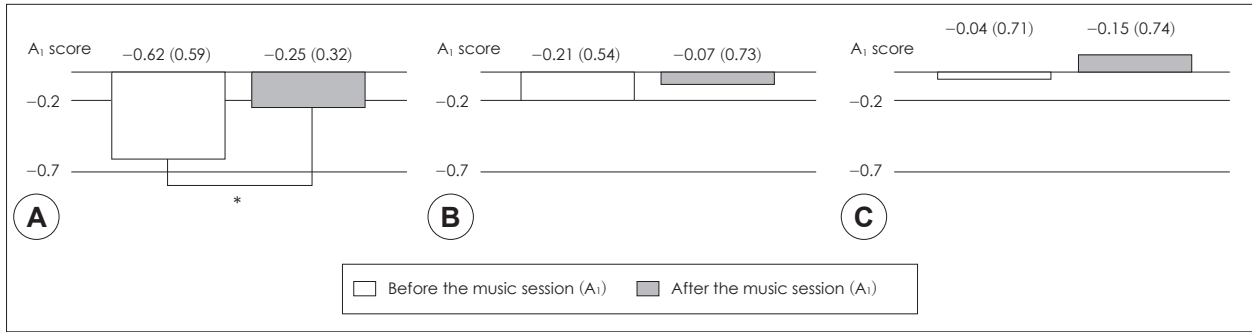 A₁ score
−0.62 (0.59)
−0.25 (0.32)
−0.2
−0.7
*
A
A₁ score
−0.21 (0.54)
−0.07 (0.73)
−0.2
−0.7
B
A₁ score
−0.04 (0.71)
−0.15 (0.74)
−0.2
−0.7
C
Before the music session (A₁)
After the music session (A₁)